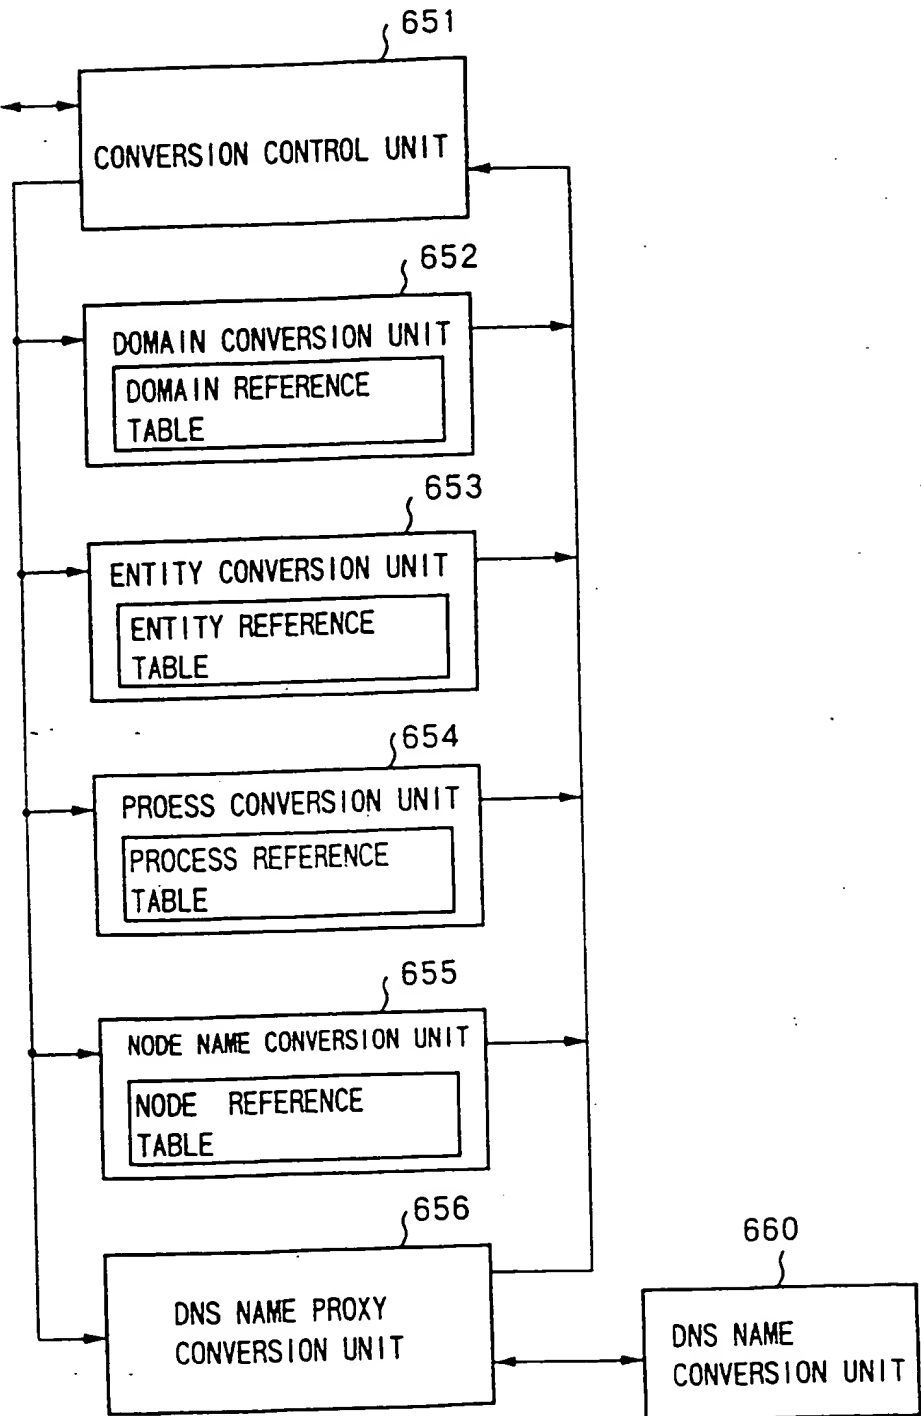 651
CONVERSION CONTROL UNIT
652
DOMAIN CONVERSION UNIT
DOMAIN REFERENCE
TABLE
653
ENTITY CONVERSION UNIT
ENTITY REFERENCE
TABLE
654
PROESS CONVERSION UNIT
PROCESS REFERENCE
TABLE
655
NODE NAME CONVERSION UNIT
NODE REFERENCE
TABLE
656
DNS NAME PROXY
CONVERSION UNIT
660
DNS NAME
CONVERSION UNIT